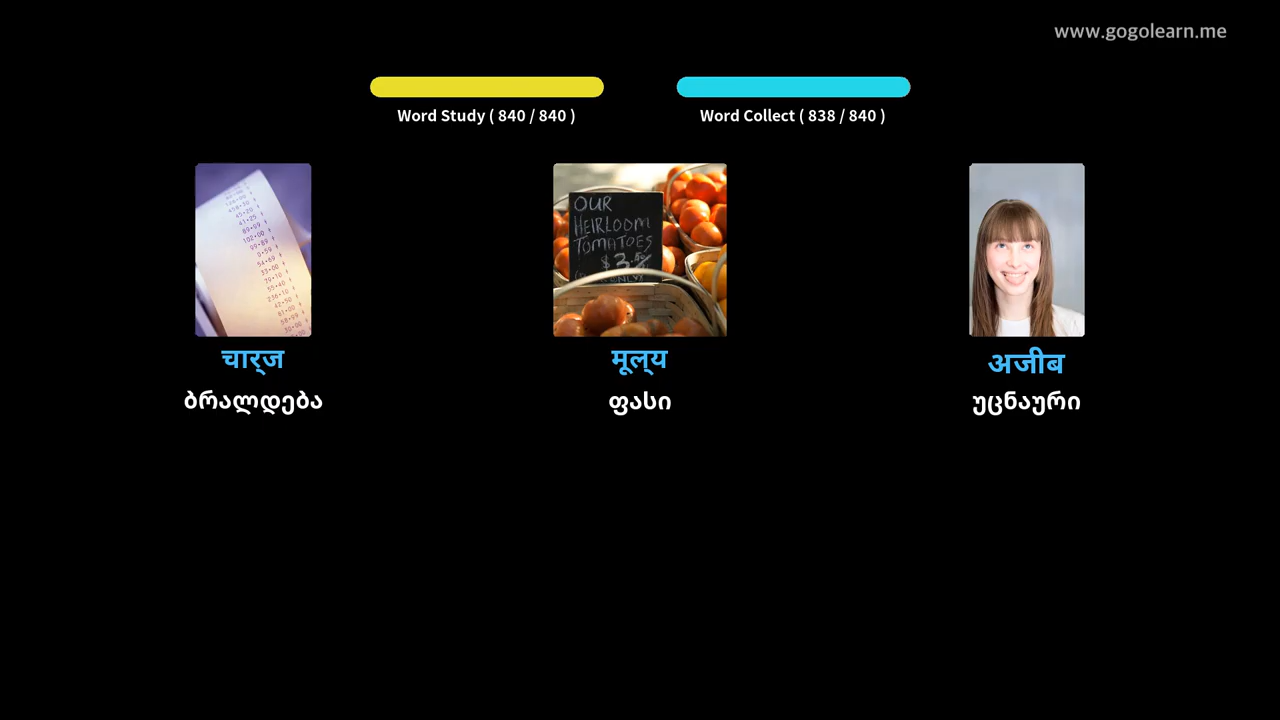 www.gogolearn.me
Word Study ( 840 / 840 )
Word Collect ( 838 / 840 )
OUR
HEIRLOOM
TOMATOES
चार्ज
मूल्य
अजीब
ბრალდება
ფასი
უცნაური